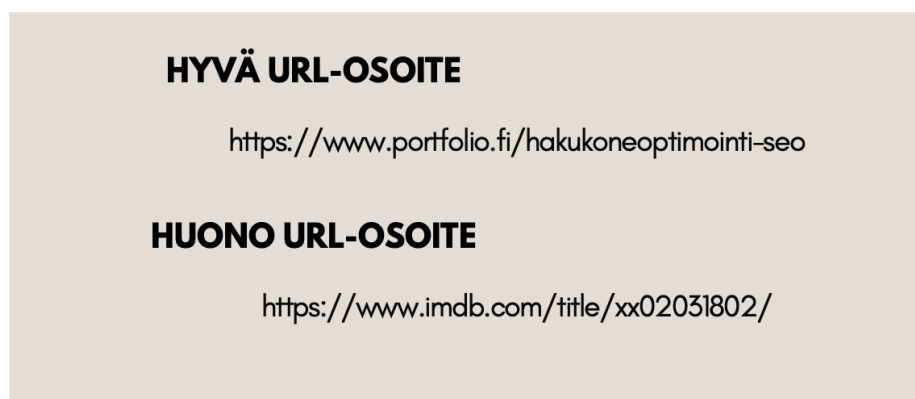 HYVÄ URL-OSOITE
https://www.portfolio.fi/hakukoneoptimointi-seo
HUONO URL-OSOITE
https://www.imdb.com/title/xx02031802/